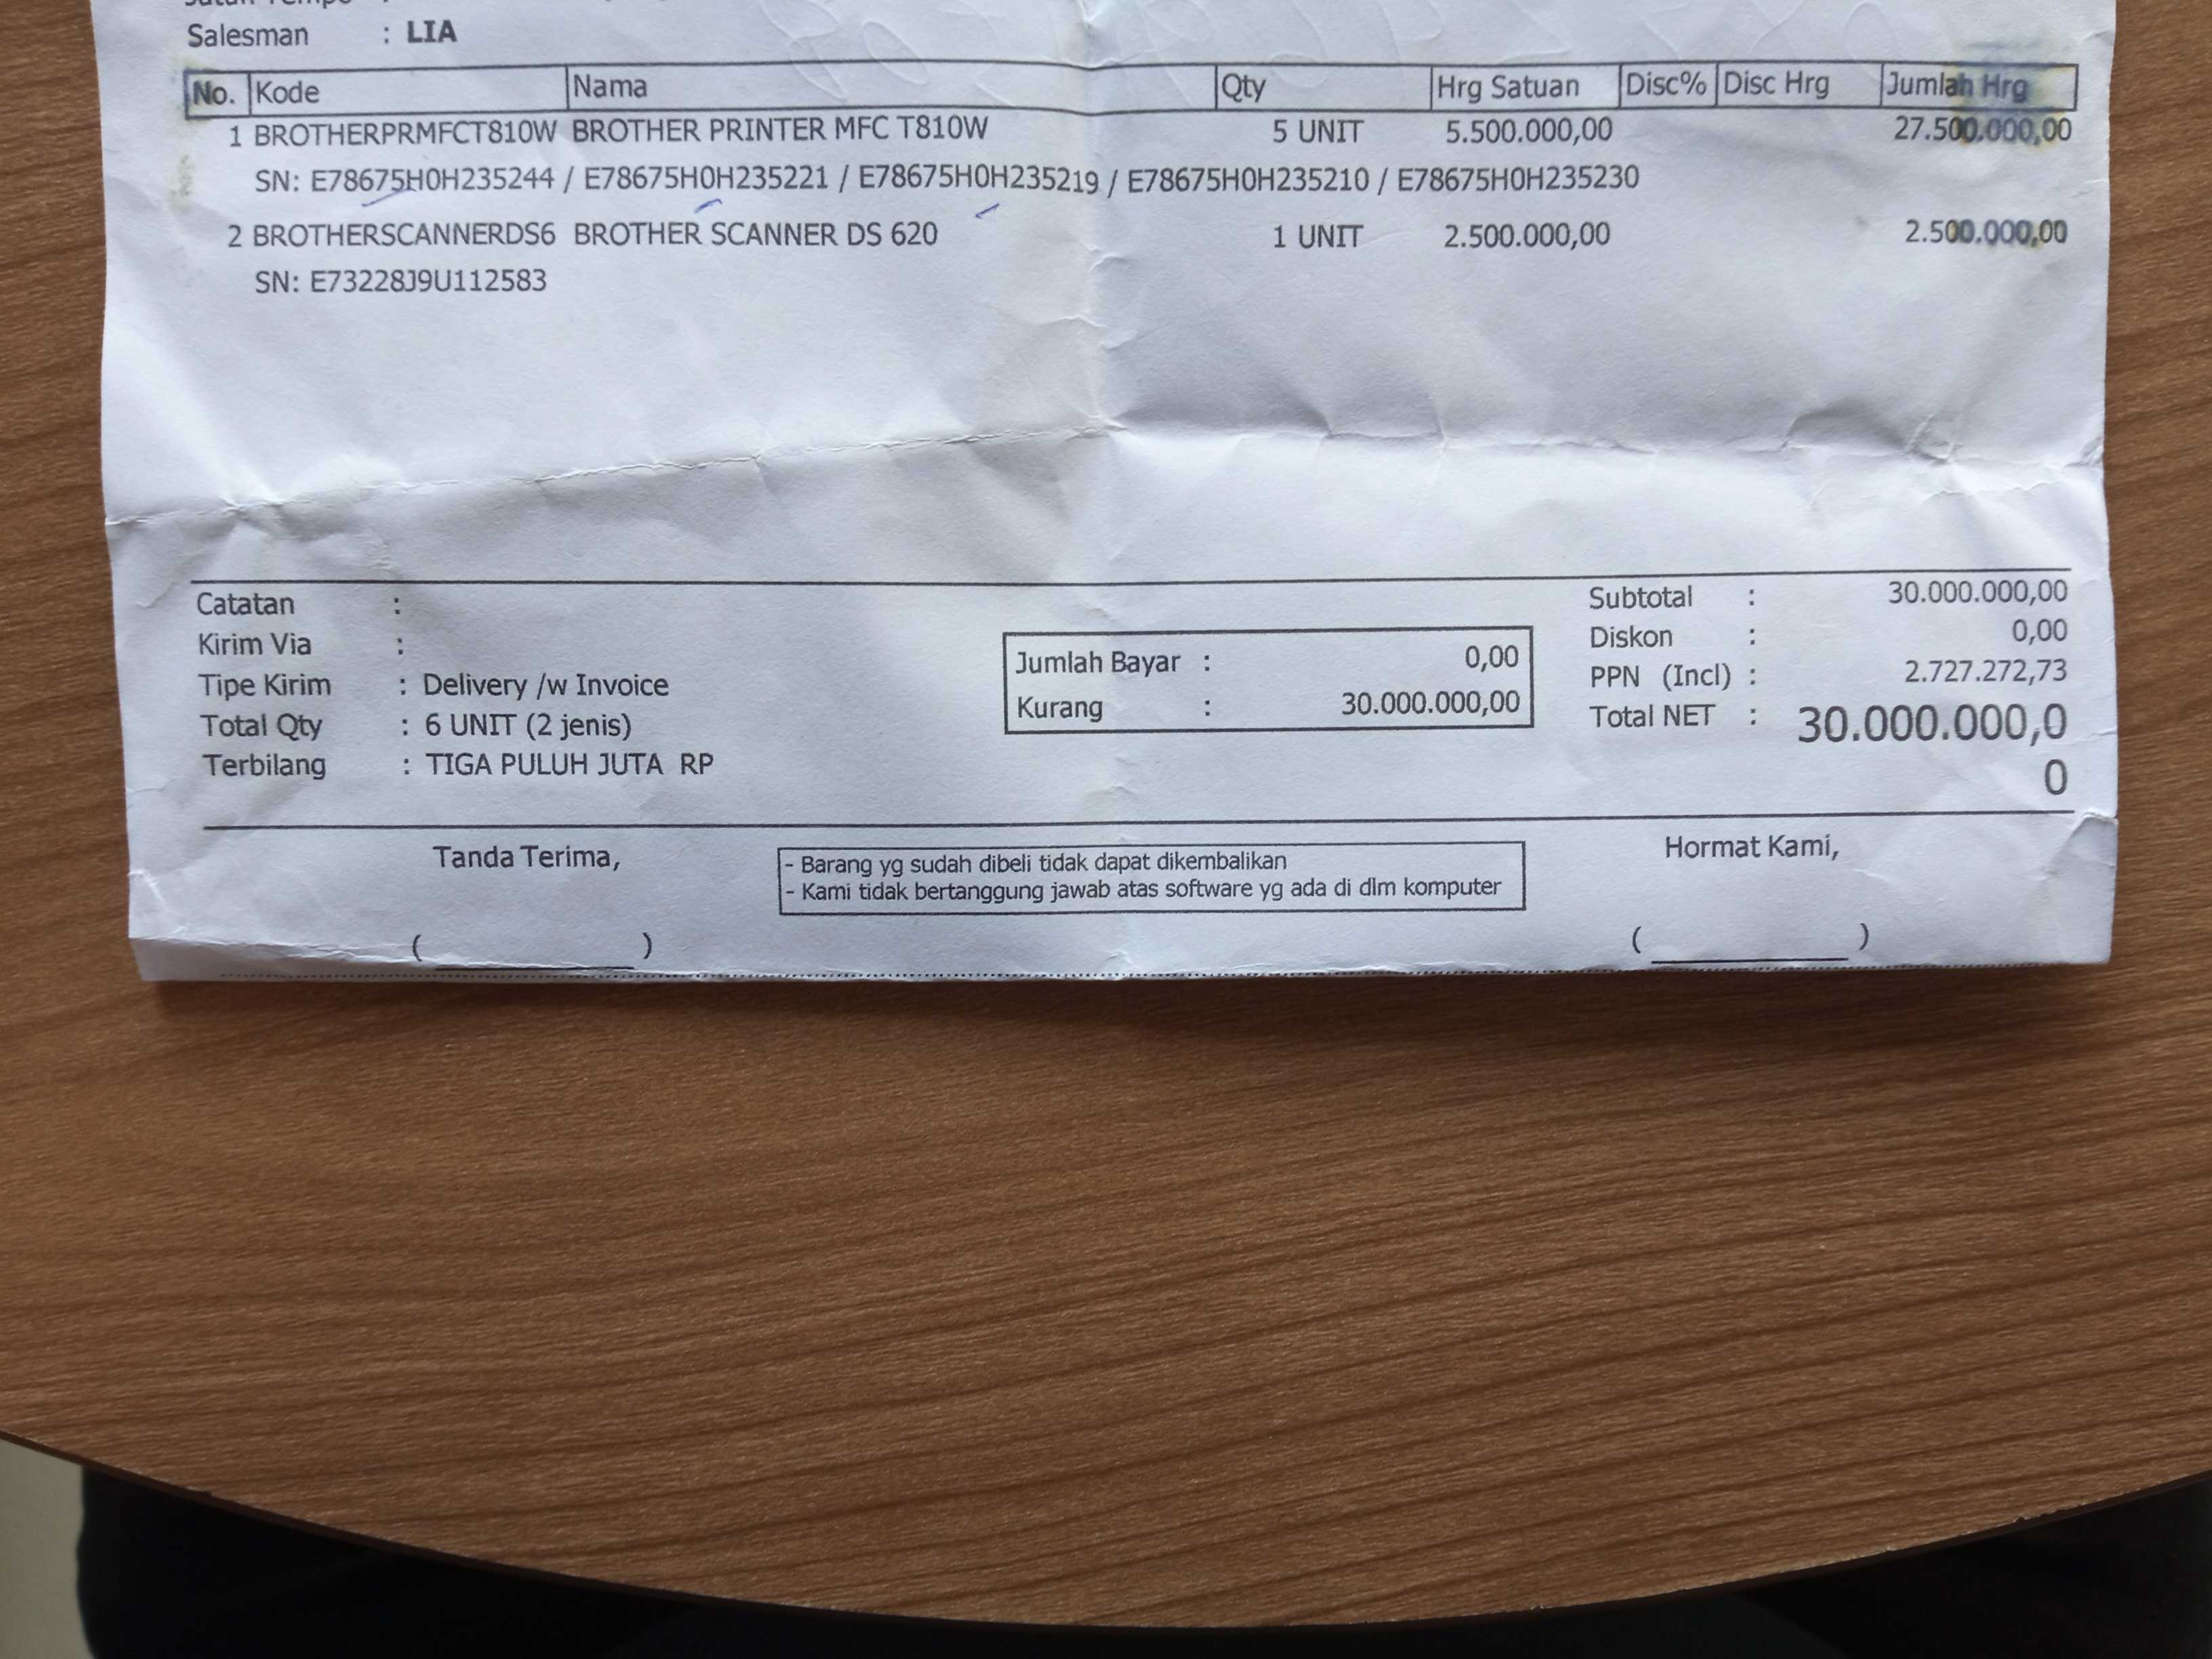 Salesman : LIA
No. Kode Nama Qty Hrg Satuan Disc% Disc Hrg Jumlah Hrg
1 BROTHERPRMFCT810W BROTHER PRINTER MFC T810W 5 UNIT 5.500.000,00 27.500.000,00
SN: E78675H0H235244 / E78675H0H235221 / E78675H0H235219 / E78675H0H235210 / E78675H0H235230
2 BROTHERSCANNERDS6 BROTHER SCANNER DS 620 1 UNIT 2.500.000,00 2.500.000,00
SN: E73228J9U112583
Catatan :
Kirim Via :
Tipe Kirim : Delivery /w Invoice
Total Qty : 6 UNIT (2 jenis)
Terbilang : TIGA PULUH JUTA RP
Jumlah Bayar : 0,00
Kurang : 30.000.000,00
Subtotal : 30.000.000,00
Diskon : 0,00
PPN (Incl) : 2.727.272,73
Total NET : 30.000.000,0
0
Tanda Terima,
- Barang yg sudah dibeli tidak dapat dikembalikan
- Kami tidak bertanggung jawab atas software yg ada di dlm komputer
Hormat Kami,
( )
( )